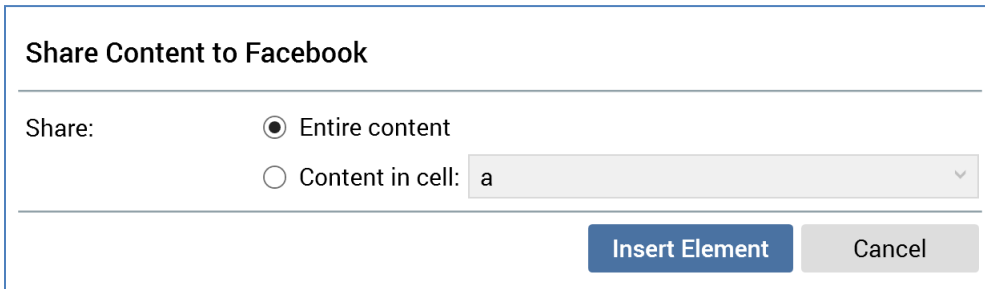 Share Content to Facebook
Share: Entire content
Content in cell: a
Insert Element Cancel